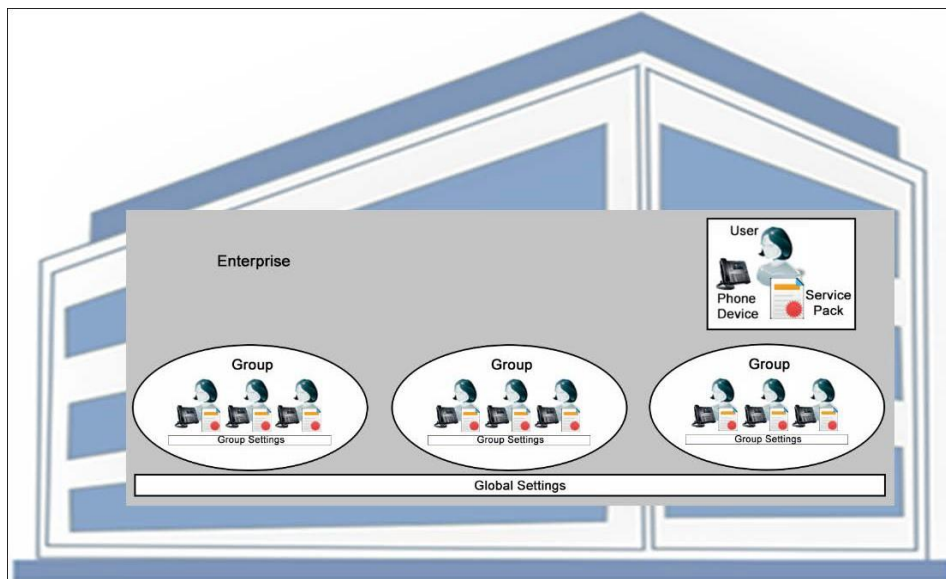 User
Enterprise
Phone
Device
Service
Pack
Group
Group Settings
Group
Group Settings
Group
Group Settings
Global Settings